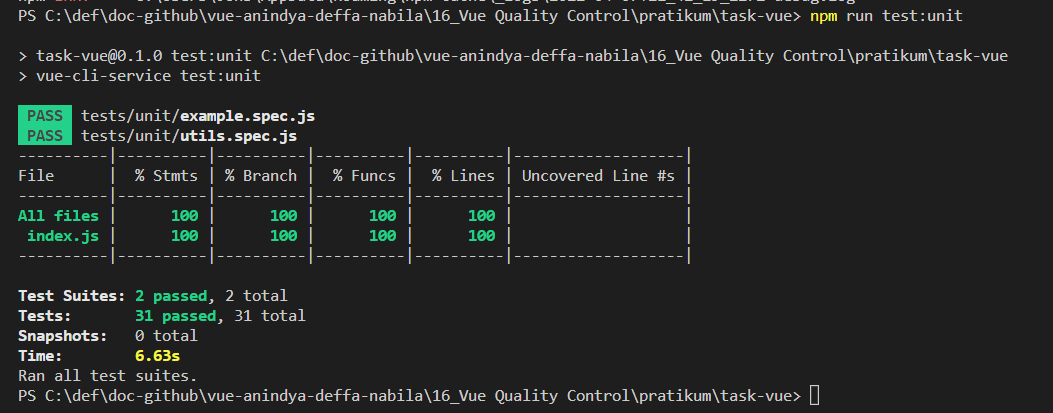 PS C:\def\doc-github\vue-anindya-deffa-nabila\16_Vue Quality Control\pratikum\task-vue> npm run test:unit
> task-vue@0.1.0 test:unit C:\def\doc-github\vue-anindya-deffa-nabila\16_Vue Quality Control\pratikum\task-vue
> vue-cli-service test:unit
PASS tests/unit/example.spec.js
PASS tests/unit/utils.spec.js
----------|----------|----------|----------|----------|-------------------|
File      |  % Stmts | % Branch |  % Funcs |  % Lines | Uncovered Line #s |
----------|----------|----------|----------|----------|-------------------|
All files |      100 |      100 |      100 |      100 |                   |
 index.js |      100 |      100 |      100 |      100 |                   |
----------|----------|----------|----------|----------|-------------------|
Test Suites: 2 passed, 2 total
Tests:       31 passed, 31 total
Snapshots:   0 total
Time:        6.63s
Ran all test suites.
PS C:\def\doc-github\vue-anindya-deffa-nabila\16_Vue Quality Control\pratikum\task-vue>